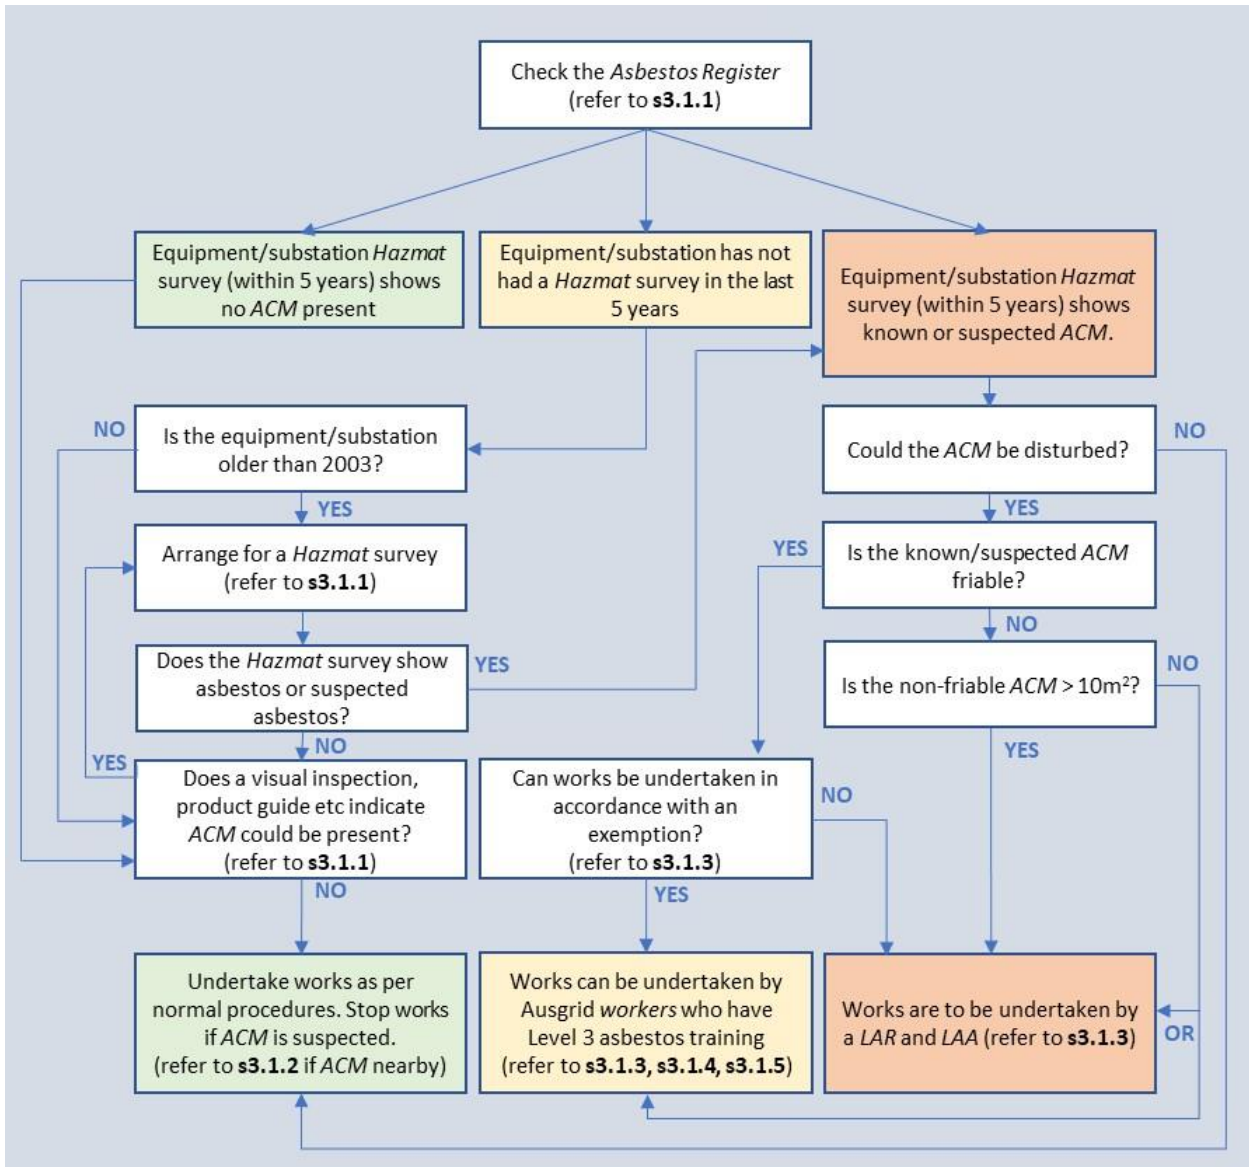 Check the Asbestos Register
(refer to s3.1.1)
Equipment/substation Hazmat
survey (within 5 years) shows
no ACM present
Equipment/substation has not
had a Hazmat survey in the last
5 years
Equipment/substation Hazmat
survey (within 5 years) shows
known or suspected ACM.
NO
Is the equipment/substation
older than 2003?
YES
Could the ACM be disturbed?
NO
YES
Arrange for a Hazmat survey
(refer to s3.1.1)
YES
Is the known/suspected ACM
friable?
NO
Does the Hazmat survey show
asbestos or suspected
asbestos?
YES
NO
Is the non-friable ACM > 10m²?
NO
YES
YES
Does a visual inspection,
product guide etc indicate
ACM could be present?
(refer to s3.1.1)
NO
Can works be undertaken in
accordance with an
exemption?
(refer to s3.1.3)
NO
YES
Undertake works as per
normal procedures. Stop works
if ACM is suspected.
(refer to s3.1.2 if ACM nearby)
Works can be undertaken by
Ausgrid workers who have
Level 3 asbestos training
(refer to s3.1.3, s3.1.4, s3.1.5)
Works are to be undertaken by
a LAR and LAA (refer to s3.1.3)
OR